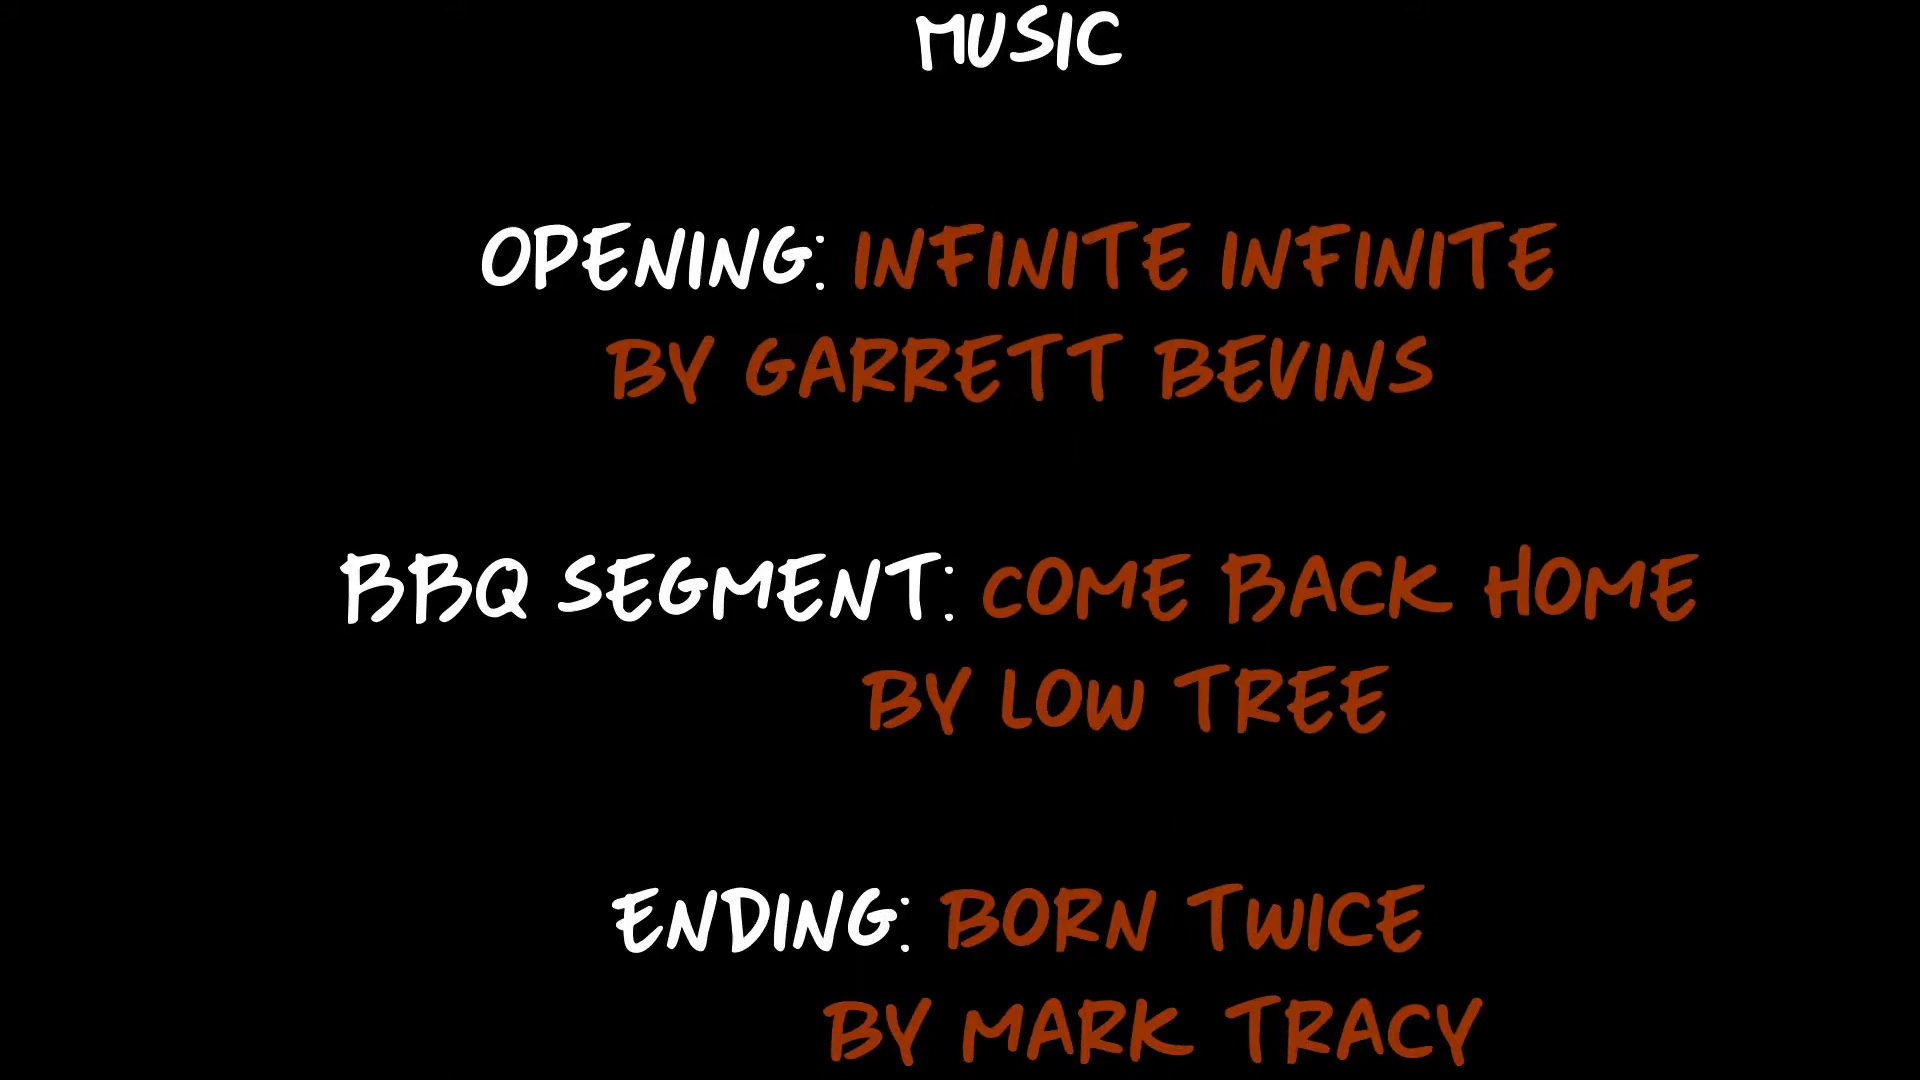 MUSIC
OPENING: INFINITE INFINITE
BY GARRETT BEVINS
BBQ SEGMENT: COME BACK HOME
BY LOW TREE
ENDING: BORN TWICE
BY MARK TRACY